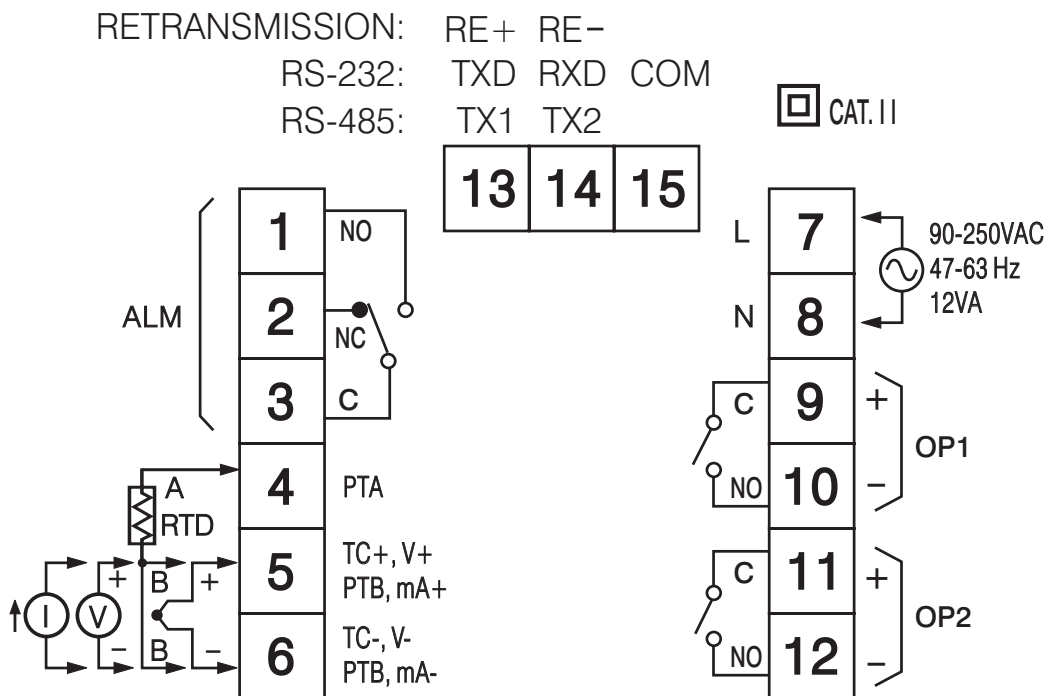 RETRANSMISSION: RE+ RE−
RS-232: TXD RXD COM
RS-485: TX1 TX2
CAT. II
13 14 15
ALM
1 NO
2 NC
3 C
A
RTD
4 PTA
I V + − B + B −
5 TC+, V+
PTB, mA+
6 TC-, V-
PTB, mA-
L 7
N 8
90-250VAC
47-63 Hz
12VA
C 9 +
NO 10 −
OP1
C 11 +
NO 12 −
OP2